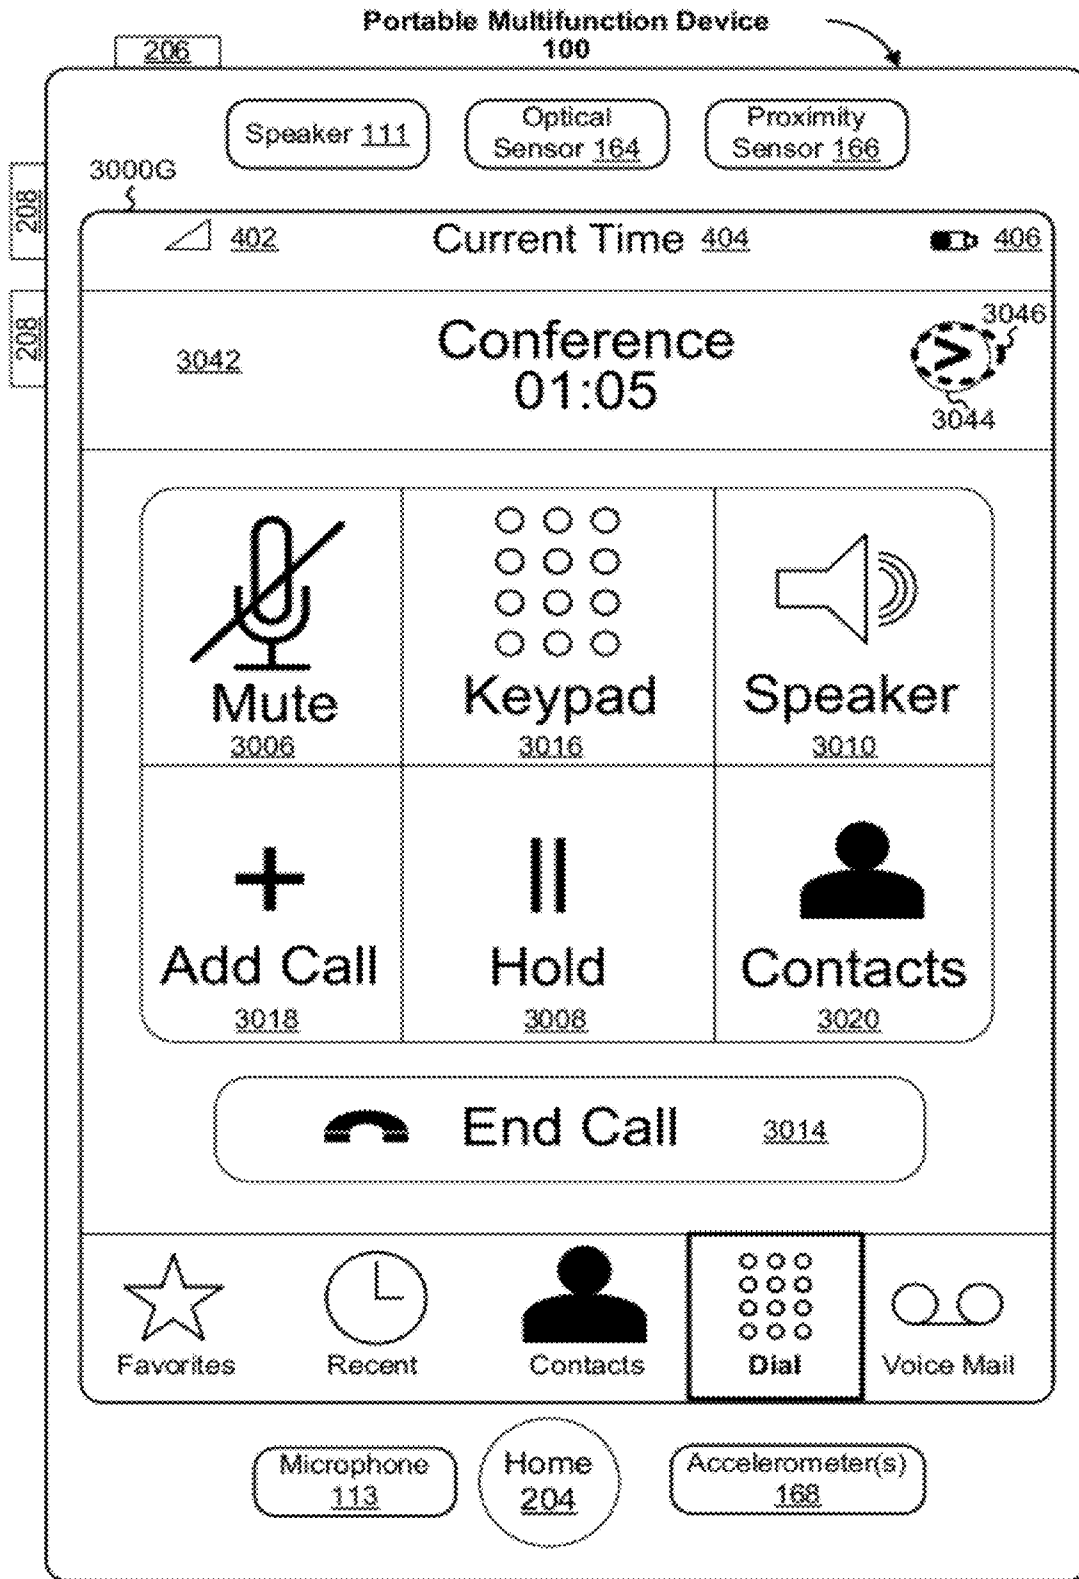 Portable Multifunction Device
100
206
Speaker 111
Optical
Sensor 164
Proximity
Sensor 166
208
3000G
402
Current Time 404
406
208
3042
Conference
01:05
>
3046
3044
Mute
3006
Keypad
3016
Speaker
3010
Add Call
3018
Hold
3008
Contacts
3020
End Call 3014
Favorites
Recent
Contacts
Dial
Voice Mail
Microphone
113
Home
204
Accelerometer(s)
168